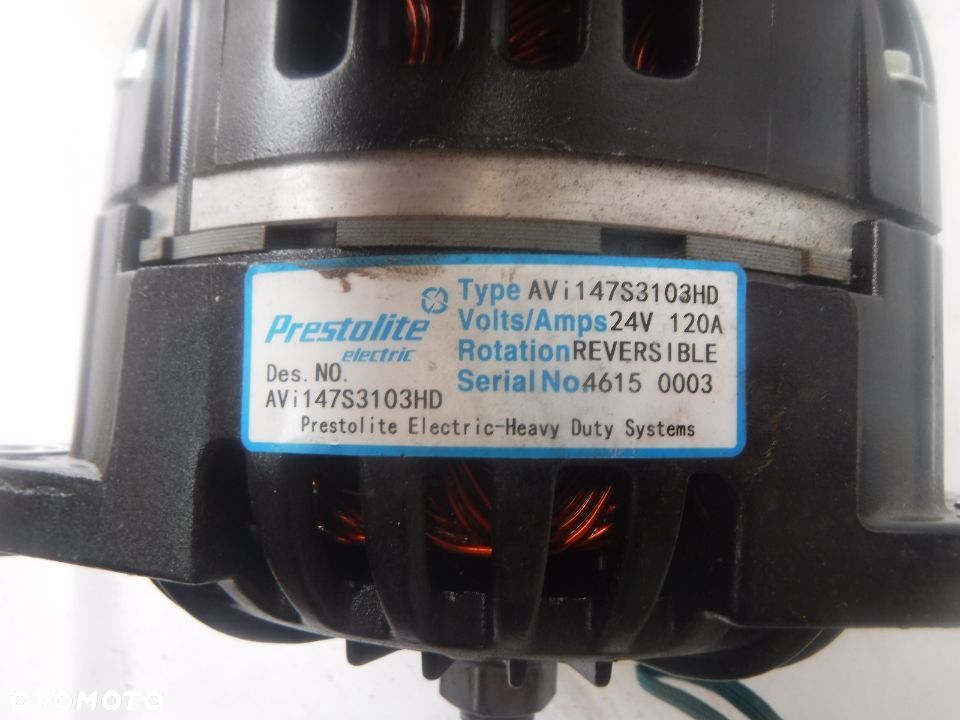 Prestolite
electric
Des. NO.
AVi147S3103HD
Type AVi147S3103HD
Volts/Amps 24V 120A
Rotation REVERSIBLE
Serial No. 4615 0003
Prestolite Electric-Heavy Duty Systems
OTOMOTO